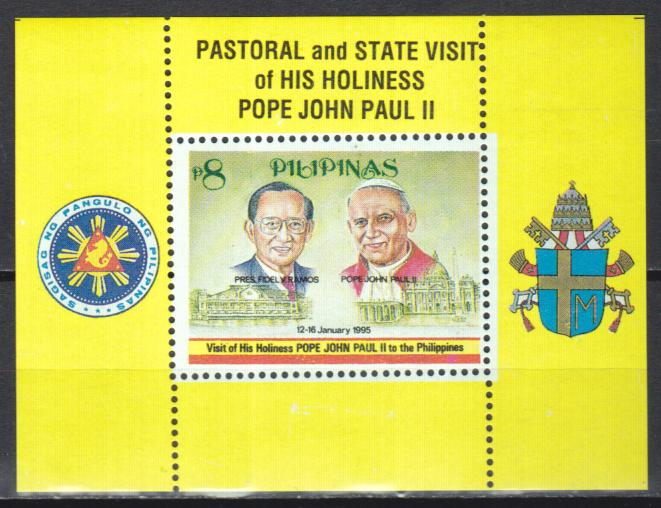 PASTORAL and STATE VISIT
of HIS HOLINESS
POPE JOHN PAUL II
₱8 PILIPINAS
PRES. FIDEL V. RAMOS
POPE JOHN PAUL II
12-16 January 1995
Visit of His Holiness POPE JOHN PAUL II to the Philippines
SAGISAG NG PANGULO NG PILIPINAS
M